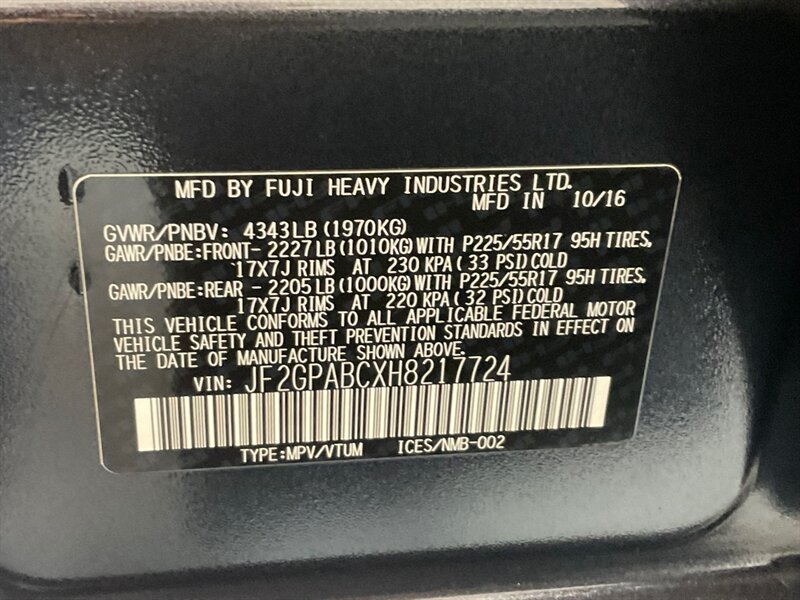 MFD BY FUJI HEAVY INDUSTRIES LTD.
MFD IN 10/16
GVWR/PNBV: 4343LB(1970KG)
GAWR/PNBE:FRONT- 2227LB(1010KG)WITH P225/55R17 95H TIRES,
17X7J RIMS AT 230 KPA(33 PSI)COLD
GAWR/PNBE:REAR - 2205LB(1000KG)WITH P225/55R17 95H TIRES,
17X7J RIMS AT 220 KPA(32 PSI)COLD
THIS VEHICLE CONFORMS TO ALL APPLICABLE FEDERAL MOTOR
VEHICLE SAFETY AND THEFT PREVENTION STANDARDS IN EFFECT ON
THE DATE OF MANUFACTURE SHOWN ABOVE.
VIN: JF2GPABCXH8217724
TYPE:MPV/VTUM ICES/NMB-002